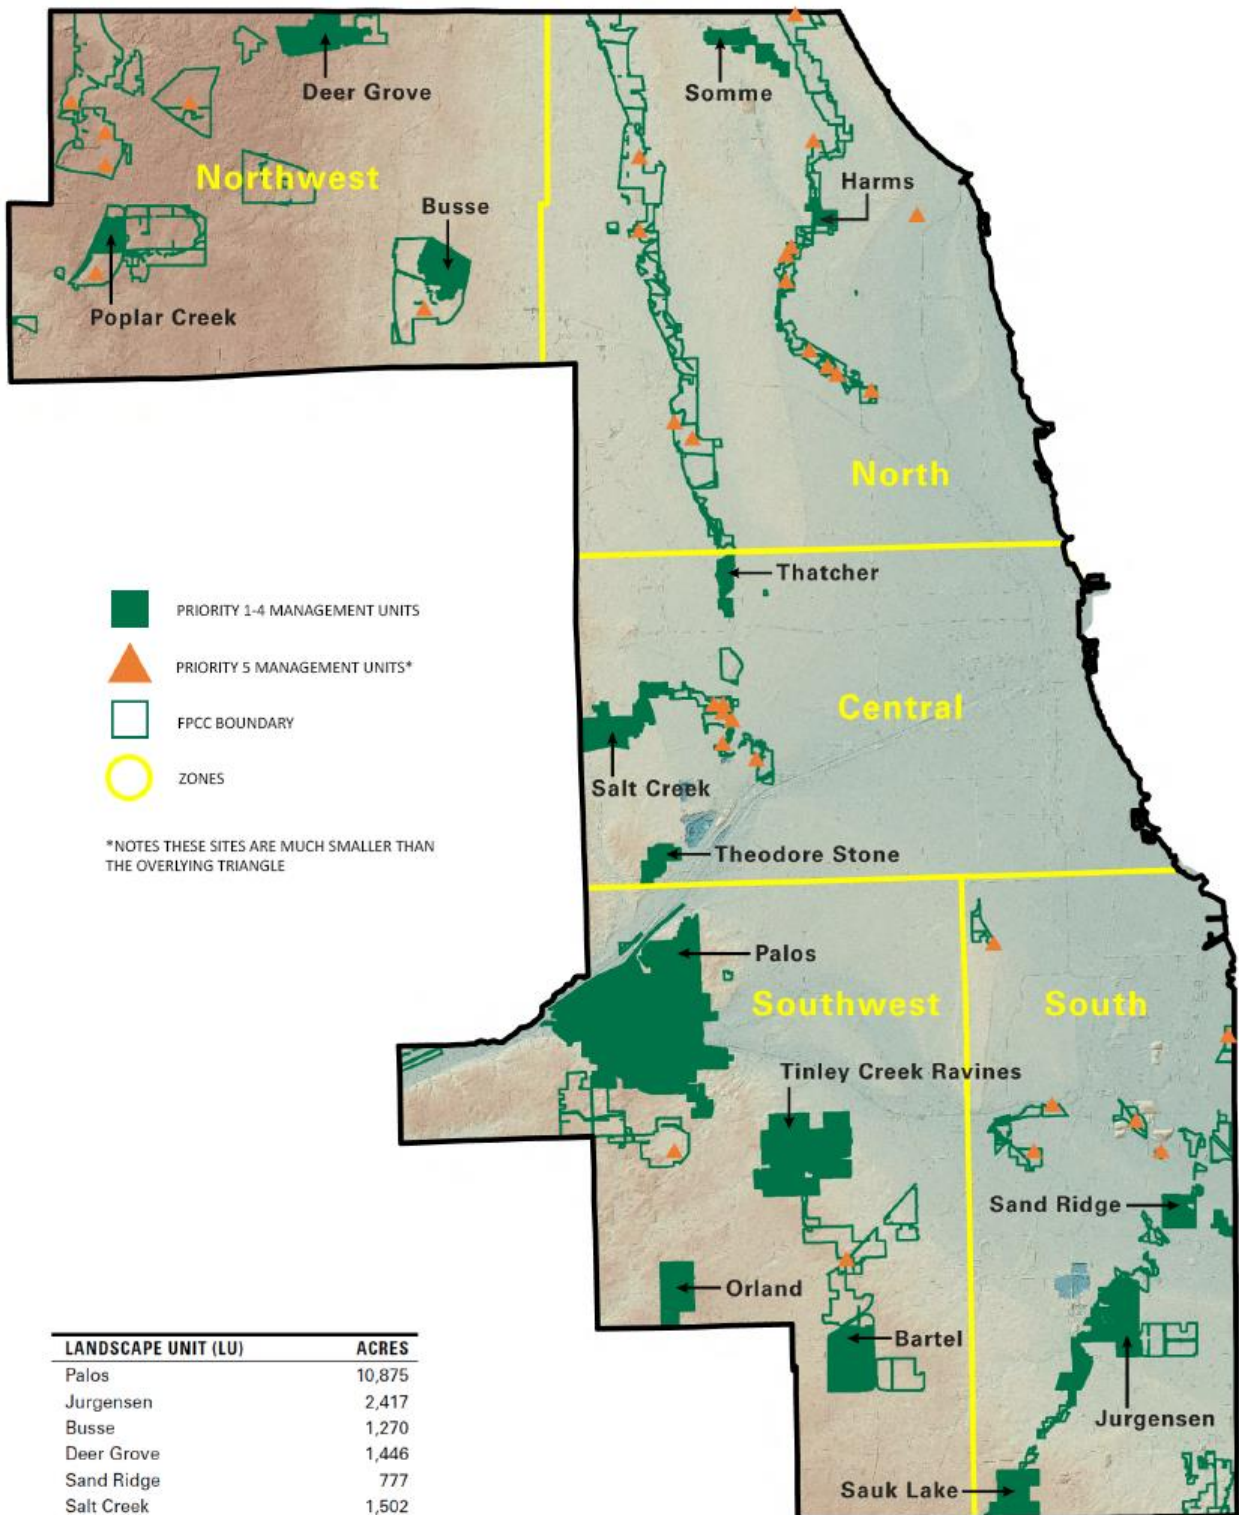 Deer Grove
Somme
Northwest
Harms
Busse
Poplar Creek
North
Thatcher
PRIORITY 1-4 MANAGEMENT UNITS
PRIORITY 5 MANAGEMENT UNITS*
FPCC BOUNDARY
ZONES
*NOTES THESE SITES ARE MUCH SMALLER THAN
THE OVERLYING TRIANGLE
Central
Salt Creek
Theodore Stone
Palos
Southwest
South
Tinley Creek Ravines
Sand Ridge
Orland
Bartel
Jurgensen
Sauk Lake
LANDSCAPE UNIT (LU) ACRES
Palos 10,875
Jurgensen 2,417
Busse 1,270
Deer Grove 1,446
Sand Ridge 777
Salt Creek 1,502